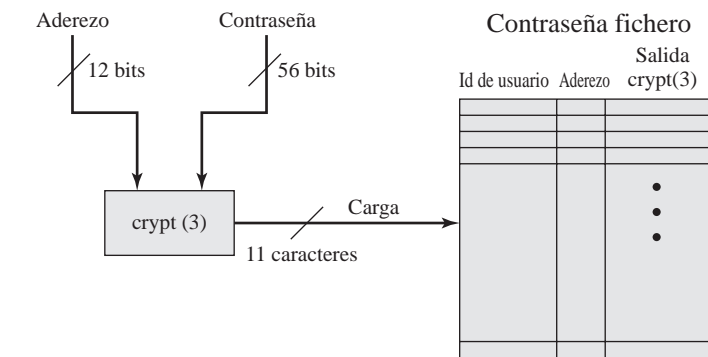 Aderezo
Contraseña
12 bits
56 bits
crypt (3)
Carga
11 caracteres
Contraseña fichero
Id de usuario
Aderezo
Salida
crypt(3)